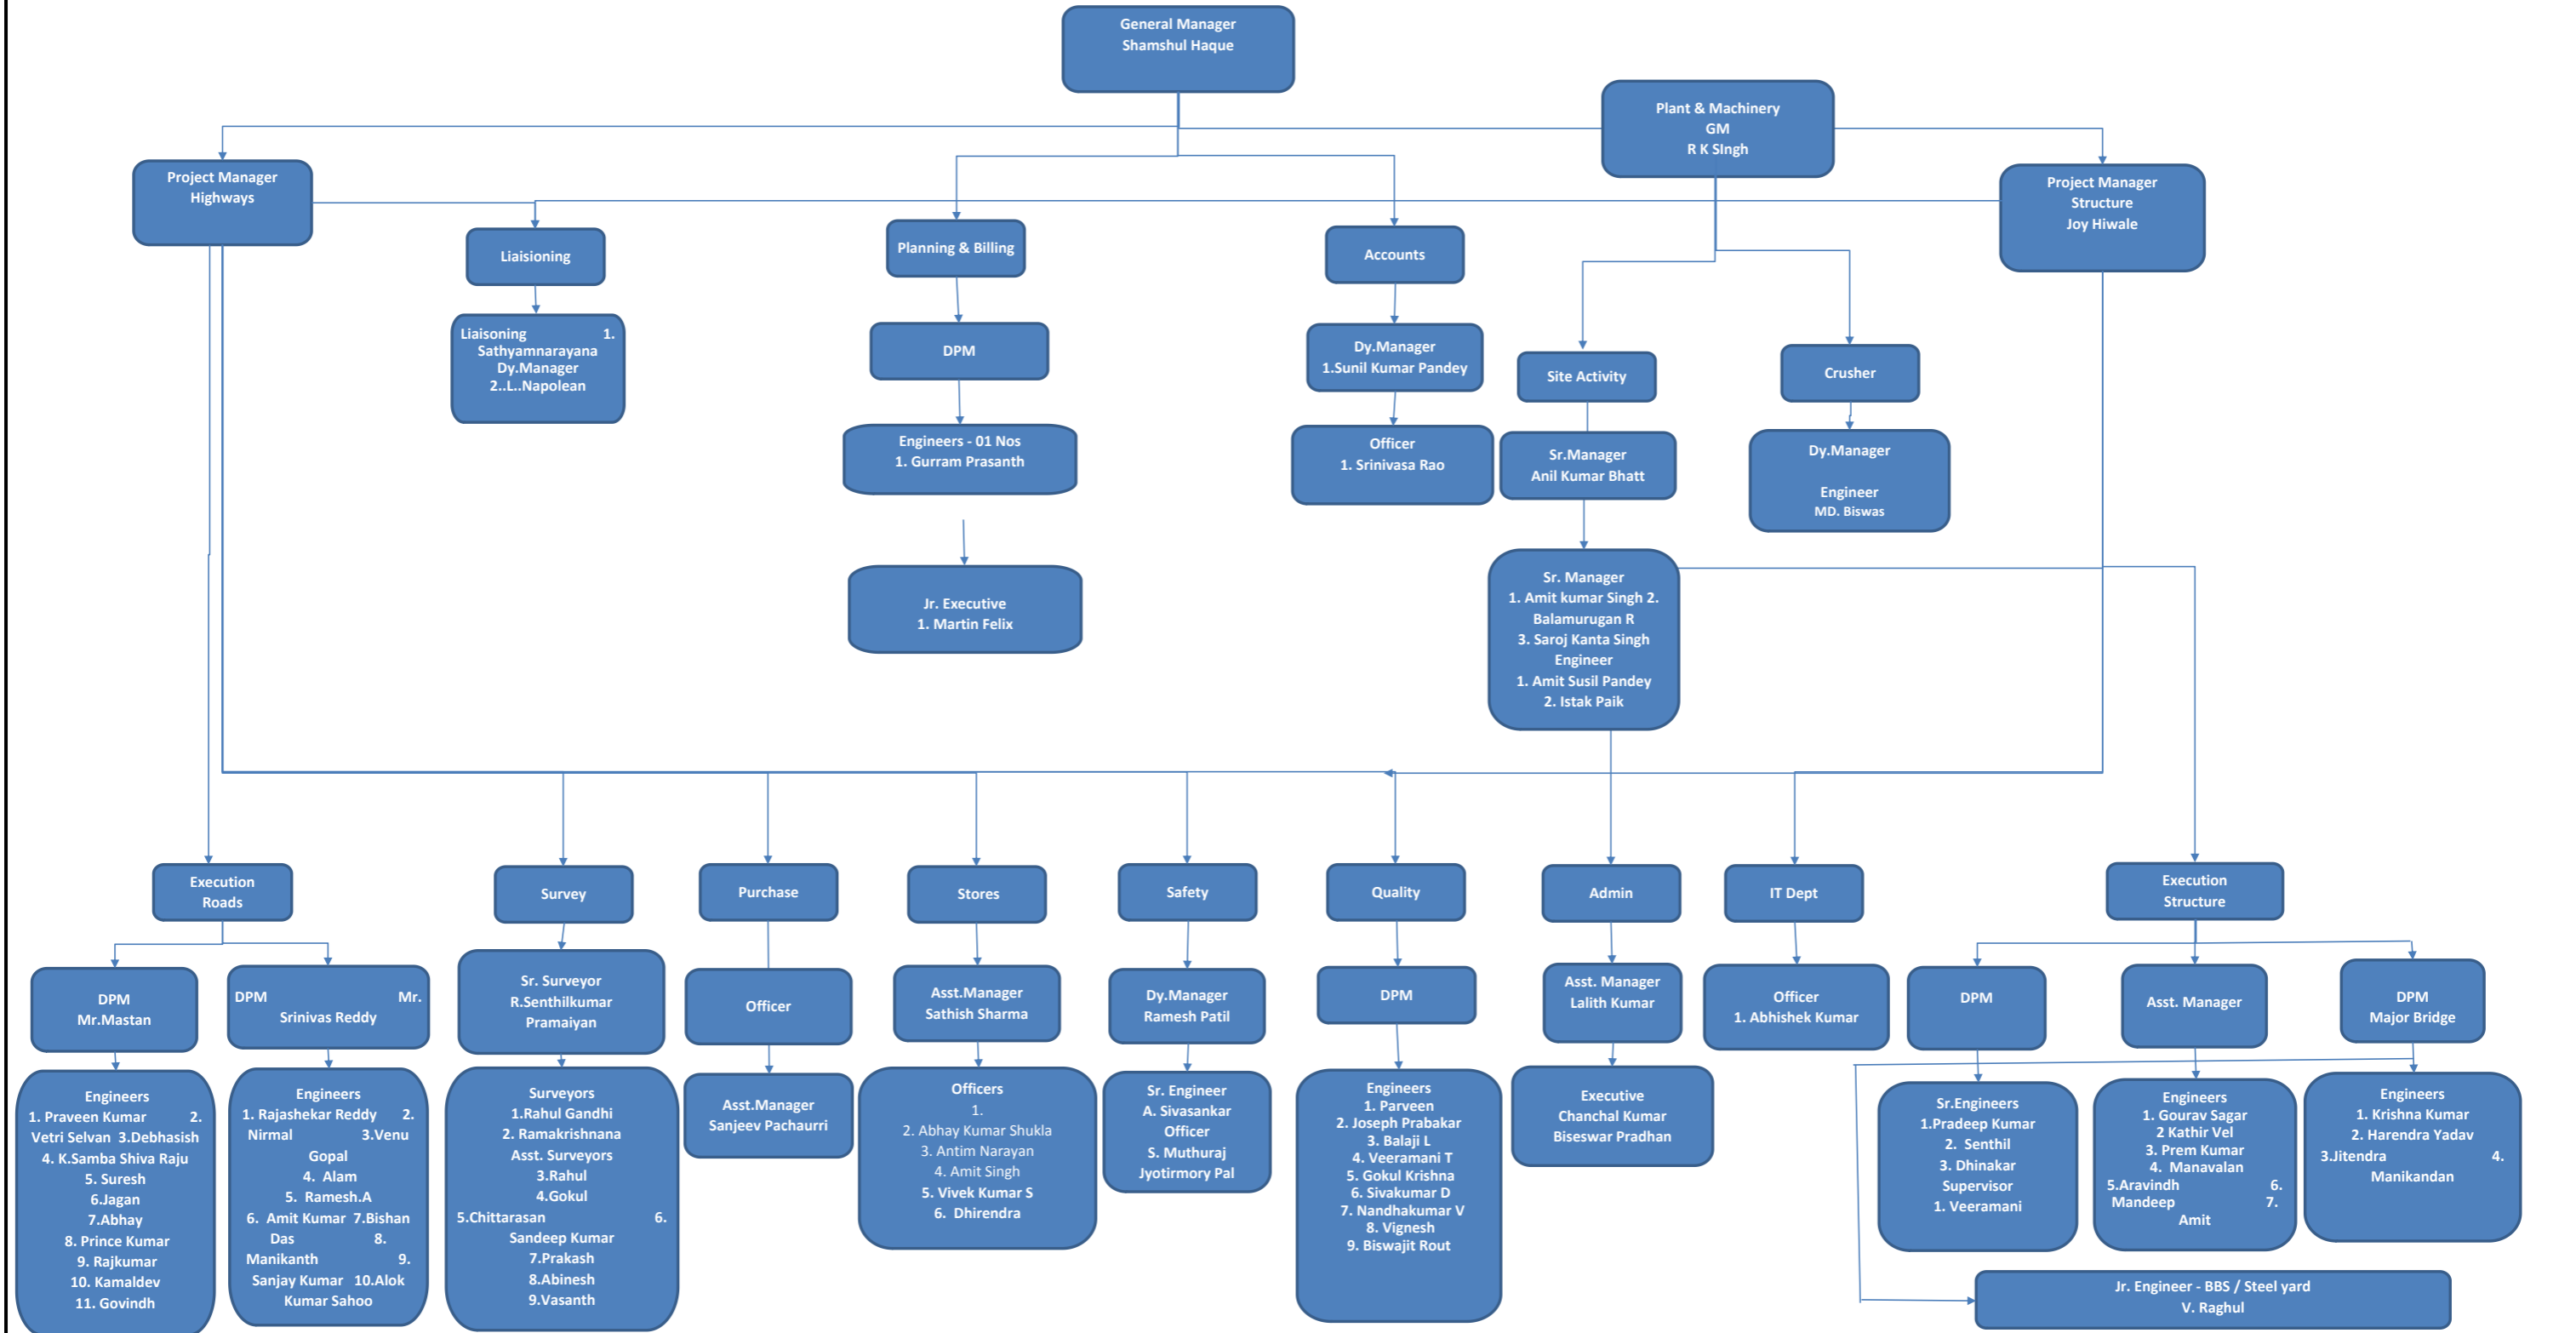 General Manager
Shamshul Haque
Plant & Machinery
GM
R K SIngh
Project Manager
Highways
Project Manager
Structure
Joy Hiwale
Liaisioning
Planning & Billing
Accounts
Liaisoning 1.
Sathyamnarayana
Dy.Manager
2..L..Napolean
DPM
Dy.Manager
1.Sunil Kumar Pandey
Site Activity
Crusher
Engineers - 01 Nos
1. Gurram Prasanth
Officer
1. Srinivasa Rao
Sr.Manager
Anil Kumar Bhatt
Dy.Manager
Engineer
MD. Biswas
Jr. Executive
1. Martin Felix
Sr. Manager
1. Amit kumar Singh 2.
Balamurugan R
3. Saroj Kanta Singh
Engineer
1. Amit Susil Pandey
2. Istak Paik
Execution
Roads
Survey
Purchase
Stores
Safety
Quality
Admin
IT Dept
Execution
Structure
DPM
Mr.Mastan
DPM Mr.
Srinivas Reddy
Sr. Surveyor
R.Senthilkumar
Pramaiyan
Officer
Asst.Manager
Sathish Sharma
Dy.Manager
Ramesh Patil
DPM
Asst. Manager
Lalith Kumar
Officer
1. Abhishek Kumar
DPM
Asst. Manager
DPM
Major Bridge
Engineers
1. Praveen Kumar 2.
Vetri Selvan 3.Debhasish
4. K.Samba Shiva Raju
5. Suresh
6.Jagan
7.Abhay
8. Prince Kumar
9. Rajkumar
10. Kamaldev
11. Govindh
Engineers
1. Rajashekar Reddy 2.
Nirmal 3.Venu
Gopal
4. Alam
5. Ramesh.A
6. Amit Kumar 7.Bishan
Das 8.
Manikanth 9.
Sanjay Kumar 10.Alok
Kumar Sahoo
Surveyors
1.Rahul Gandhi
2. Ramakrishnana
Asst. Surveyors
3.Rahul
4.Gokul
5.Chittarasan 6.
Sandeep Kumar
7.Prakash
8.Abinesh
9.Vasanth
Asst.Manager
Sanjeev Pachaurri
Officers
1.
2. Abhay Kumar Shukla
3. Antim Narayan
4. Amit Singh
5. Vivek Kumar S
6. Dhirendra
Sr. Engineer
A. Sivasankar
Officer
S. Muthuraj
Jyotirmory Pal
Engineers
1. Parveen
2. Joseph Prabakar
3. Balaji L
4. Veeramani T
5. Gokul Krishna
6. Sivakumar D
7. Nandhakumar V
8. Vignesh
9. Biswajit Rout
Executive
Chanchal Kumar
Biseswar Pradhan
Sr.Engineers
1.Pradeep Kumar
2. Senthil
3. Dhinakar
Supervisor
1. Veeramani
Engineers
1. Gourav Sagar
2 Kathir Vel
3. Prem Kumar
4. Manavalan
5.Aravindh 6.
Mandeep 7.
Amit
Engineers
1. Krishna Kumar
2. Harendra Yadav
3.Jitendra 4.
Manikandan
Jr. Engineer - BBS / Steel yard
V. Raghul